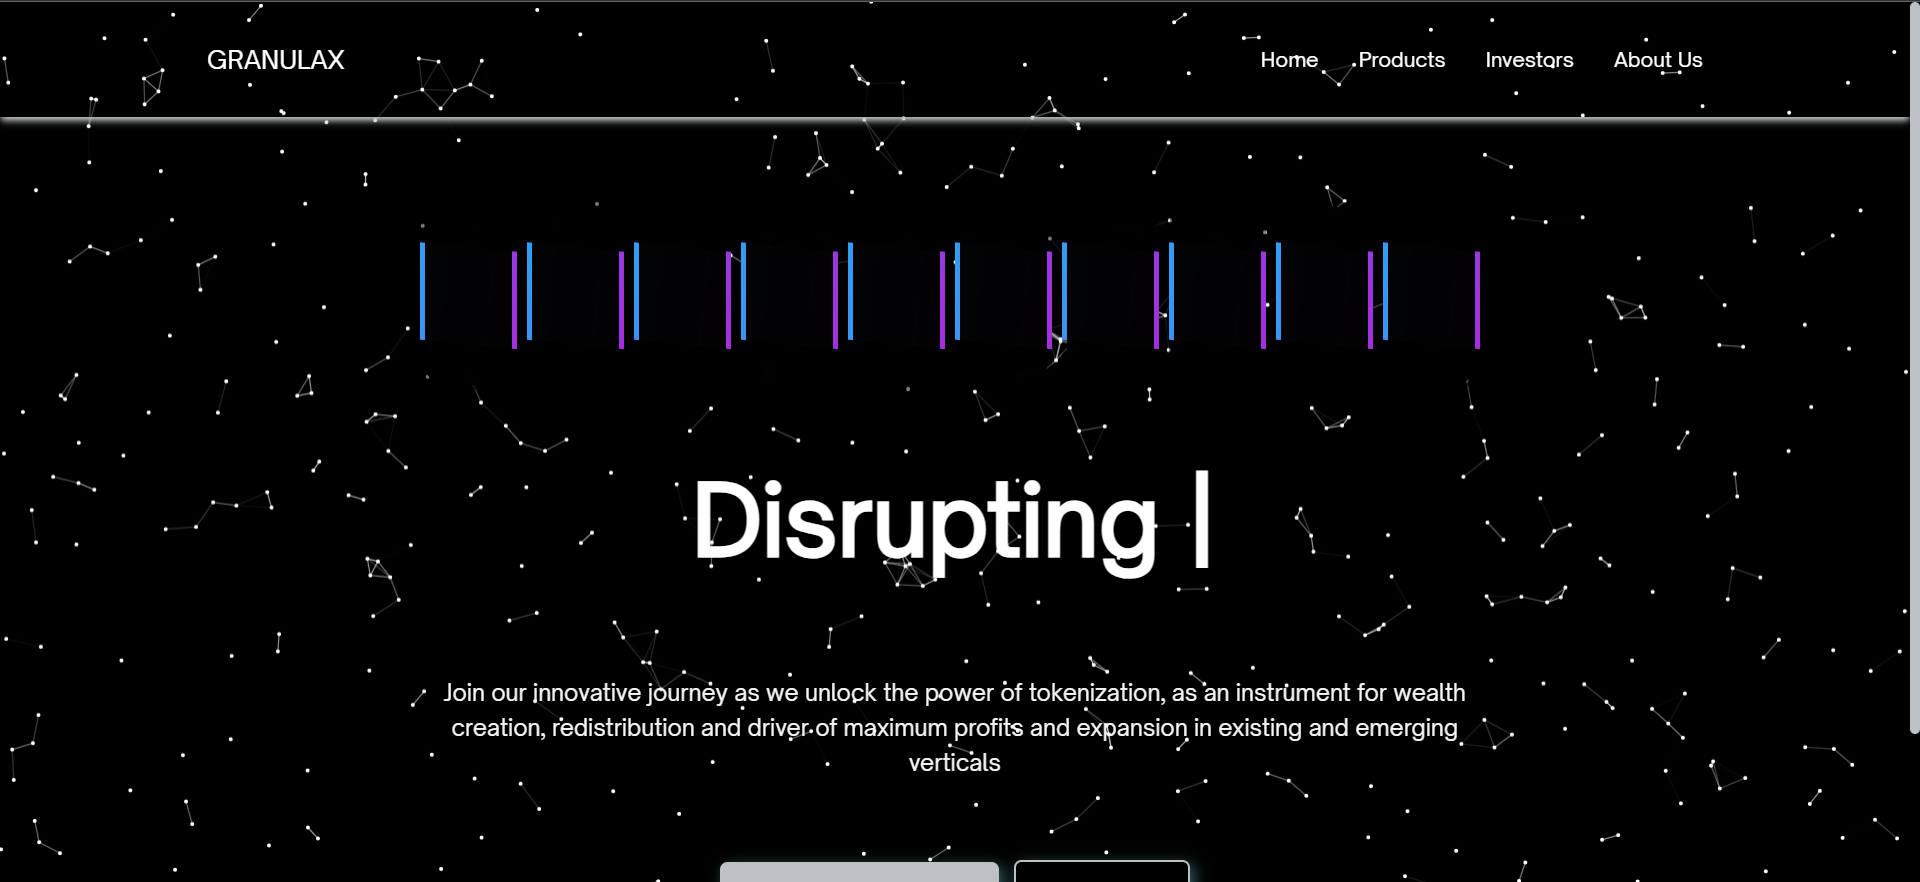 GRANULAX
Home Products Investors About Us
Disrupting |
Join our innovative journey as we unlock the power of tokenization, as an instrument for wealth
creation, redistribution and driver of maximum profits and expansion in existing and emerging
verticals